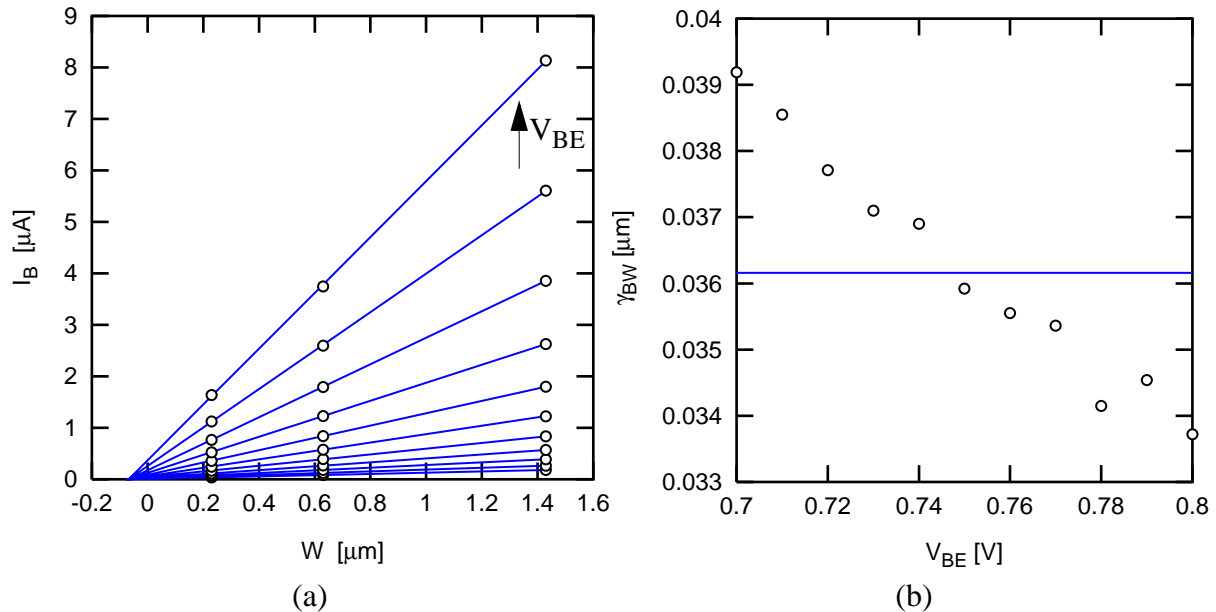 9
8
7
6
5
4
3
2
1
0
I_B [μA]
V_BE
-0.2 0 0.2 0.4 0.6 0.8 1 1.2 1.4 1.6
W [μm]
(a)
0.04
0.039
0.038
0.037
0.036
0.035
0.034
0.033
γ_BW [μm]
0.7 0.72 0.74 0.76 0.78 0.8
V_BE [V]
(b)